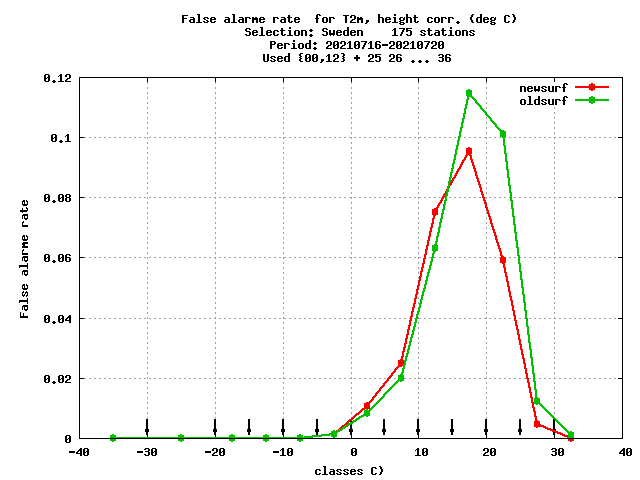 False alarme rate  for T2m, height corr. (deg C)
Selection: Sweden    175 stations
Period: 20210716-20210720
Used {00,12} + 25 26 ... 36
0.12
0.1
0.08
0.06
0.04
0.02
0
False alarme rate
newsurf
oldsurf
-40 -30 -20 -10 0 10 20 30 40
classes C)